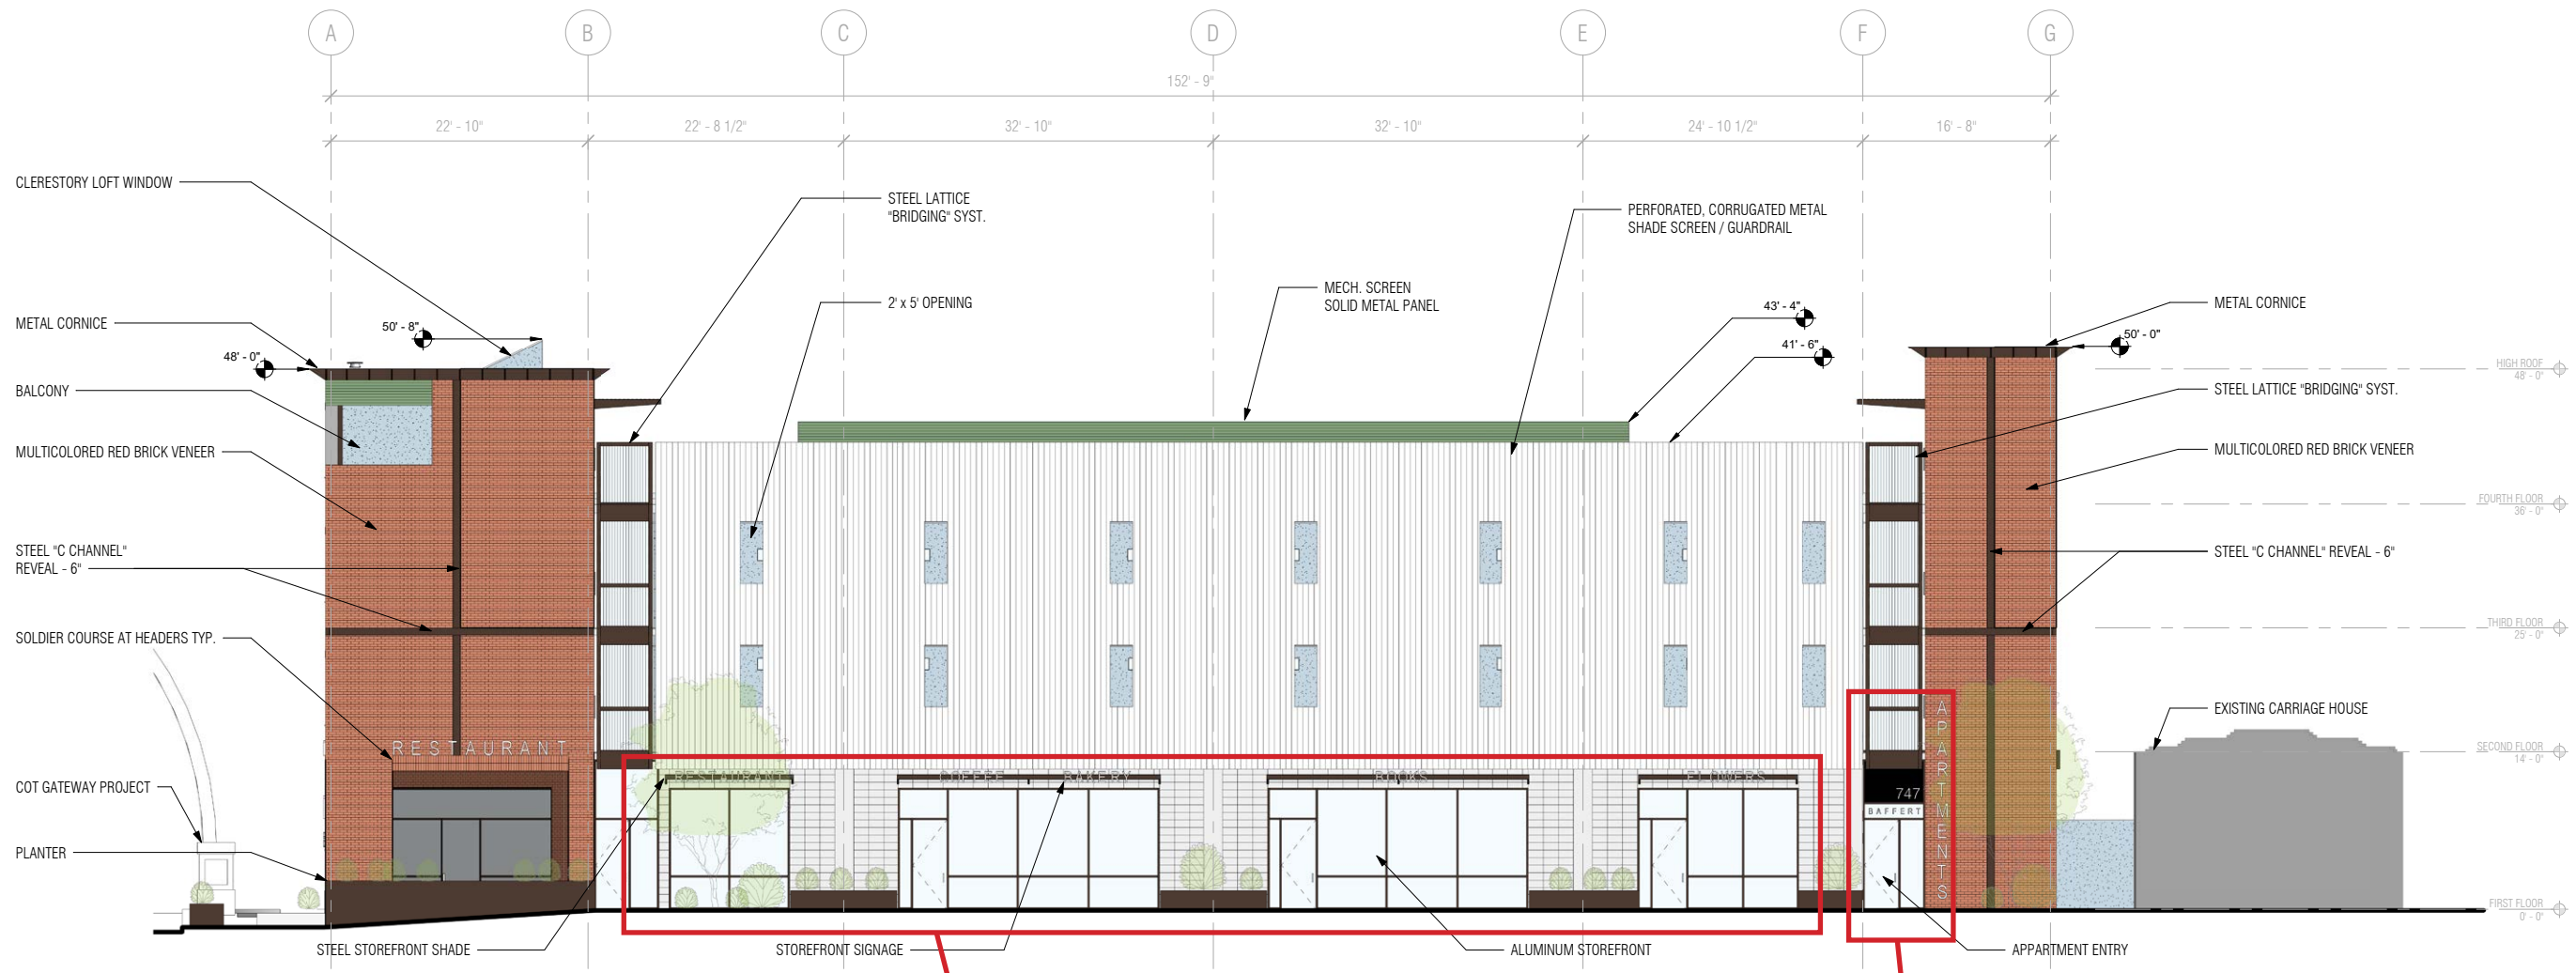 A
B
C
D
E
F
G
152' - 9"
22' - 10"
22' - 8 1/2"
32' - 10"
32' - 10"
24' - 10 1/2"
16' - 8"
CLERESTORY LOFT WINDOW
METAL CORNICE
BALCONY
MULTICOLORED RED BRICK VENEER
STEEL "C CHANNEL"
REVEAL - 6"
SOLDIER COURSE AT HEADERS TYP.
COT GATEWAY PROJECT
PLANTER
48' - 0"
50' - 8"
STEEL LATTICE
"BRIDGING" SYST.
2' x 5' OPENING
MECH. SCREEN
SOLID METAL PANEL
PERFORATED, CORRUGATED METAL
SHADE SCREEN / GUARDRAIL
43' - 4"
41' - 6"
50' - 0"
METAL CORNICE
STEEL LATTICE "BRIDGING" SYST.
MULTICOLORED RED BRICK VENEER
STEEL "C CHANNEL" REVEAL - 6"
EXISTING CARRIAGE HOUSE
HIGH ROOF
48' - 0"
FOURTH FLOOR
36' - 0"
THIRD FLOOR
25' - 0"
SECOND FLOOR
14' - 0"
FIRST FLOOR
0' - 0"
RESTAURANT
RESTAURANT
COFFEE
BAKERY
BOOKS
FLOWERS
747
BAFFERT
APARTMENTS
STEEL STOREFRONT SHADE
STOREFRONT SIGNAGE
ALUMINUM STOREFRONT
APPARTMENT ENTRY